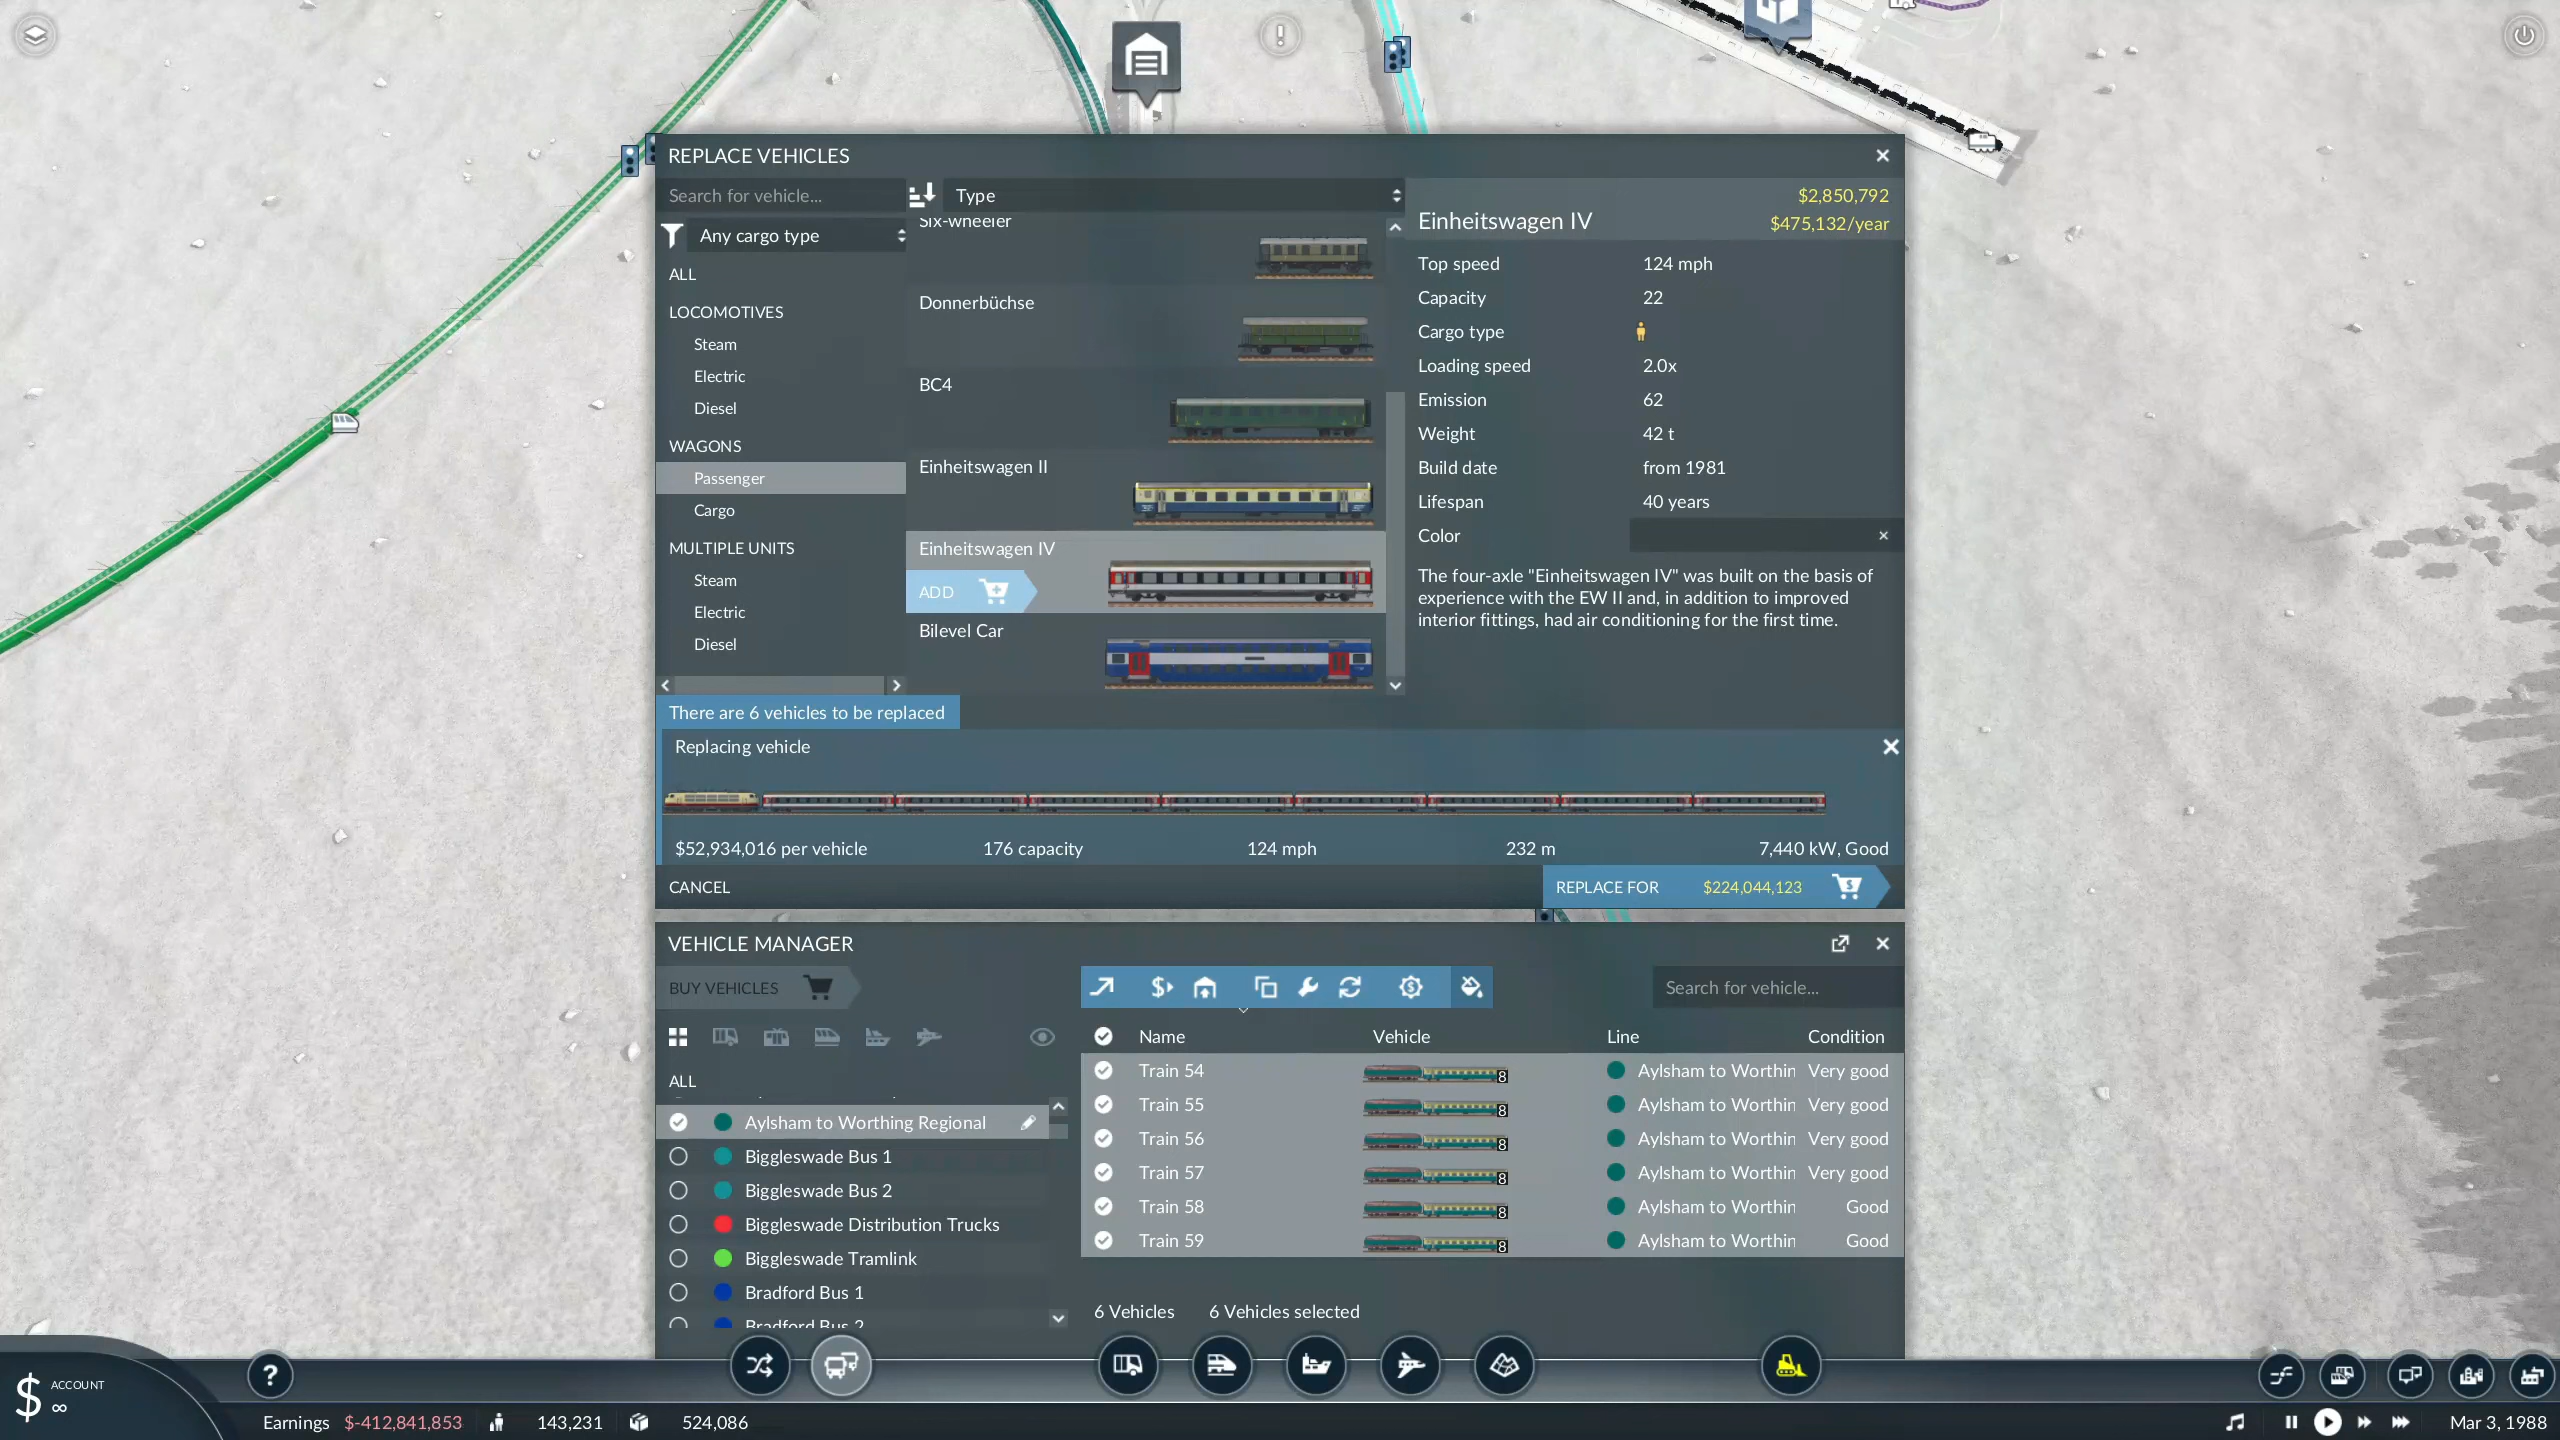 REPLACE VEHICLES
Search for vehicle...
Type
Any cargo type
ALL
LOCOMOTIVES
Steam
Electric
Diesel
WAGONS
Passenger
Cargo
MULTIPLE UNITS
Steam
Electric
Diesel
Six-wheeler
Donnerbüchse
BC4
Einheitswagen II
Einheitswagen IV
ADD
Bilevel Car
$2,850,792
Einheitswagen IV
$475,132/year
Top speed 124 mph
Capacity 22
Cargo type
Loading speed 2.0x
Emission 62
Weight 42 t
Build date from 1981
Lifespan 40 years
Color
The four-axle "Einheitswagen IV" was built on the basis of
experience with the EW II and, in addition to improved
interior fittings, had air conditioning for the first time.
There are 6 vehicles to be replaced
Replacing vehicle
$52,934,016 per vehicle 176 capacity 124 mph 232 m 7,440 kW, Good
CANCEL
REPLACE FOR $224,044,123
VEHICLE MANAGER
BUY VEHICLES
Search for vehicle...
ALL
Aylsham to Worthing Regional
Biggleswade Bus 1
Biggleswade Bus 2
Biggleswade Distribution Trucks
Biggleswade Tramlink
Bradford Bus 1
Bradford Bus 2
Name Vehicle Line Condition
Train 54 8 Aylsham to Worthin Very good
Train 55 8 Aylsham to Worthin Very good
Train 56 8 Aylsham to Worthin Very good
Train 57 8 Aylsham to Worthin Very good
Train 58 8 Aylsham to Worthin Good
Train 59 8 Aylsham to Worthin Good
6 Vehicles 6 Vehicles selected
$ ACCOUNT
∞
?
Earnings $-412,841,853 143,231 524,086
Mar 3, 1988